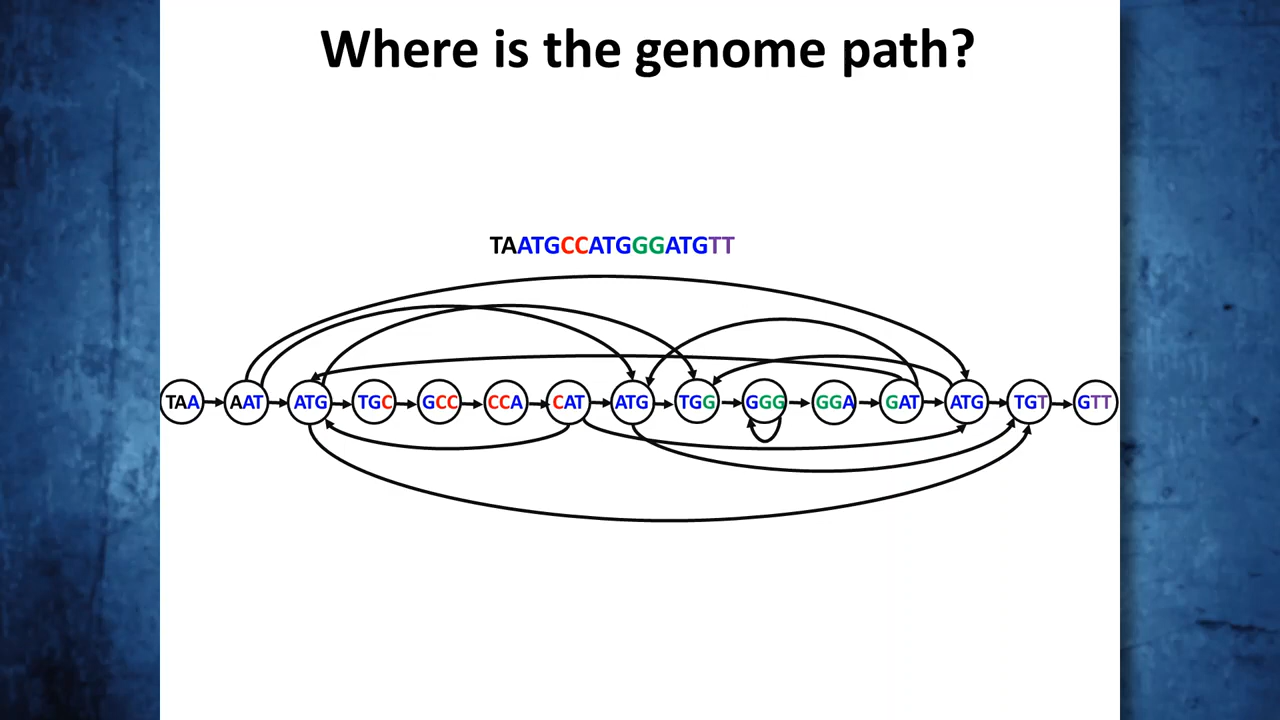 Where is the genome path?
TAATGCCATGGGATGTT
TAA AAT ATG TGC GCC CCA CAT ATG TGG GGG GGA GAT ATG TGT GTT